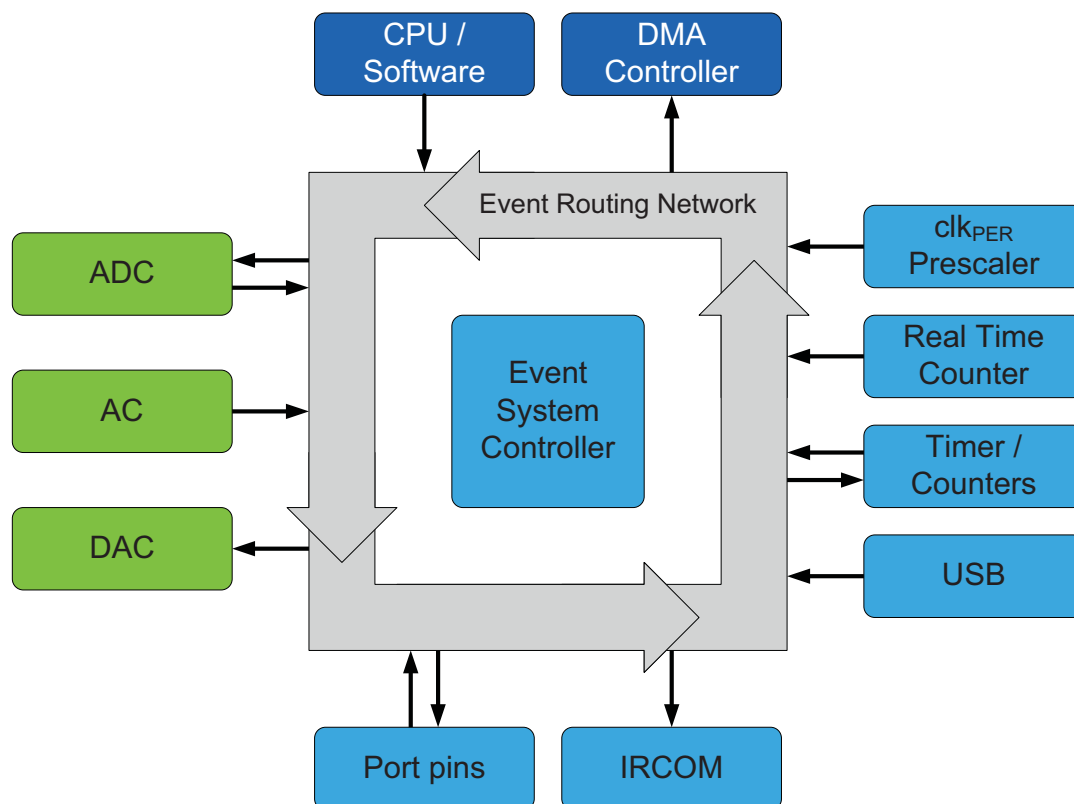 CPU /
Software
DMA
Controller
Event Routing Network
clkPER
Prescaler
ADC
Real Time
Counter
Event
System
Controller
AC
Timer /
Counters
DAC
USB
Port pins
IRCOM